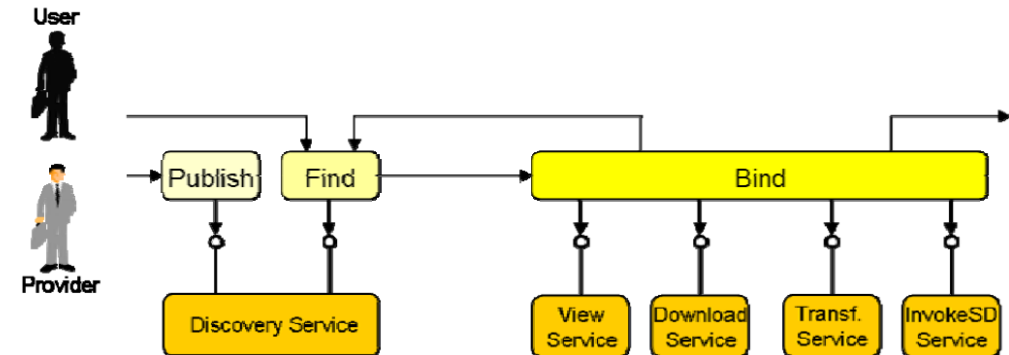 User
Publish
Find
Bind
Provider
Discovery Service
View
Service
Download
Service
Transf.
Service
InvokeSD
Service